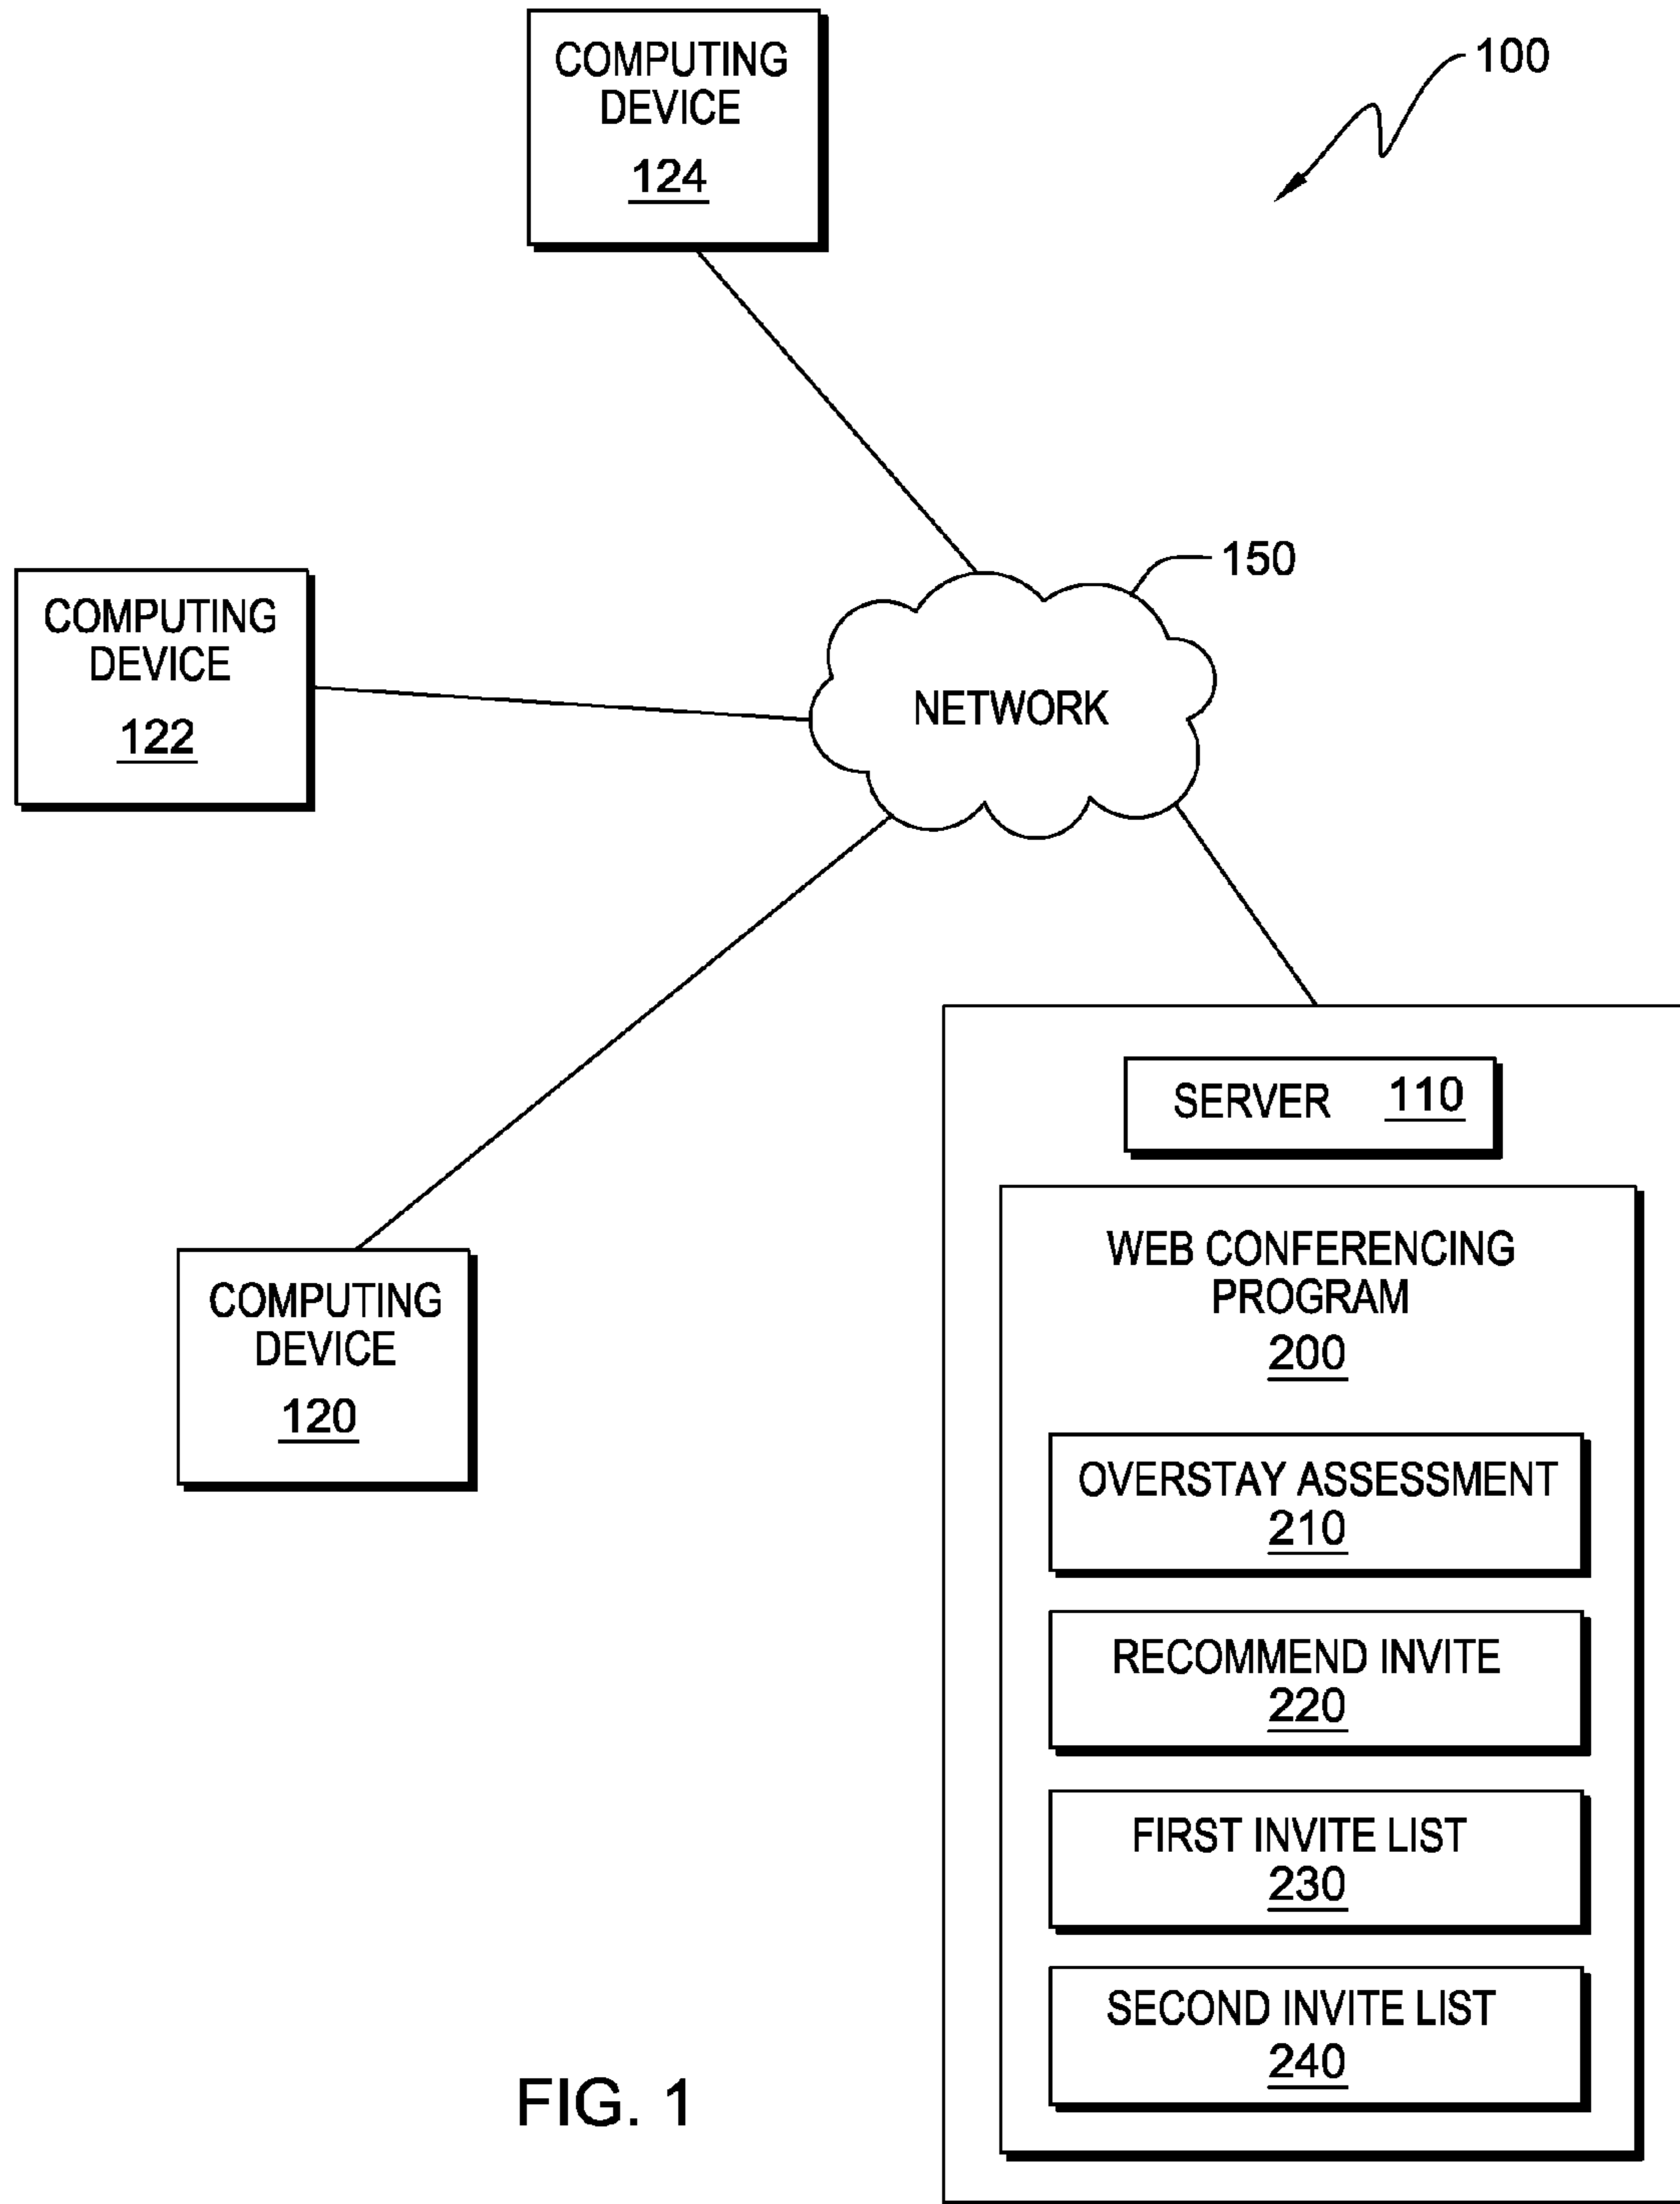 COMPUTING
DEVICE
124
100
COMPUTING
DEVICE
122
150
NETWORK
SERVER 110
WEB CONFERENCING
PROGRAM
200
COMPUTING
DEVICE
120
OVERSTAY ASSESSMENT
210
RECOMMEND INVITE
220
FIRST INVITE LIST
230
SECOND INVITE LIST
240
FIG. 1